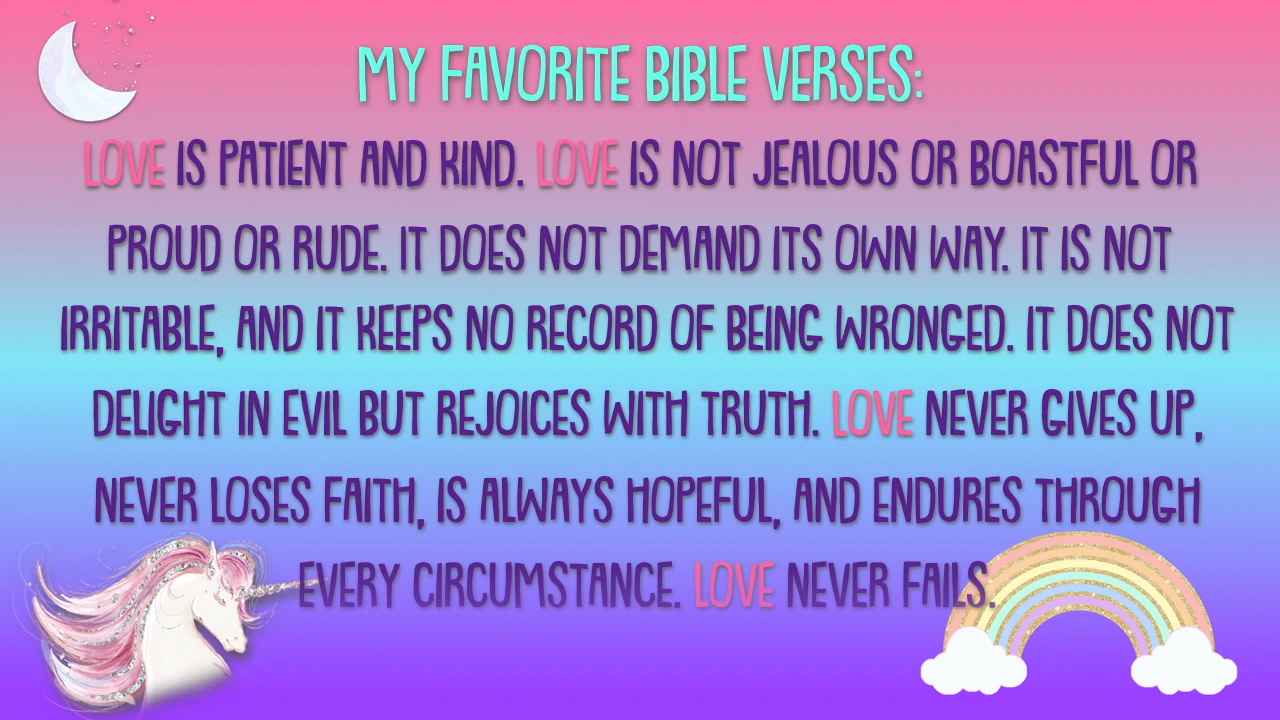 MY FAVORITE BIBLE VERSES:
LOVE IS PATIENT AND KIND. LOVE IS NOT JEALOUS OR BOASTFUL OR
PROUD OR RUDE. IT DOES NOT DEMAND ITS OWN WAY. IT IS NOT
IRRITABLE, AND IT KEEPS NO RECORD OF BEING WRONGED. IT DOES NOT
DELIGHT IN EVIL BUT REJOICES WITH TRUTH. LOVE NEVER GIVES UP,
NEVER LOSES FAITH, IS ALWAYS HOPEFUL, AND ENDURES THROUGH
EVERY CIRCUMSTANCE. LOVE NEVER FAILS.